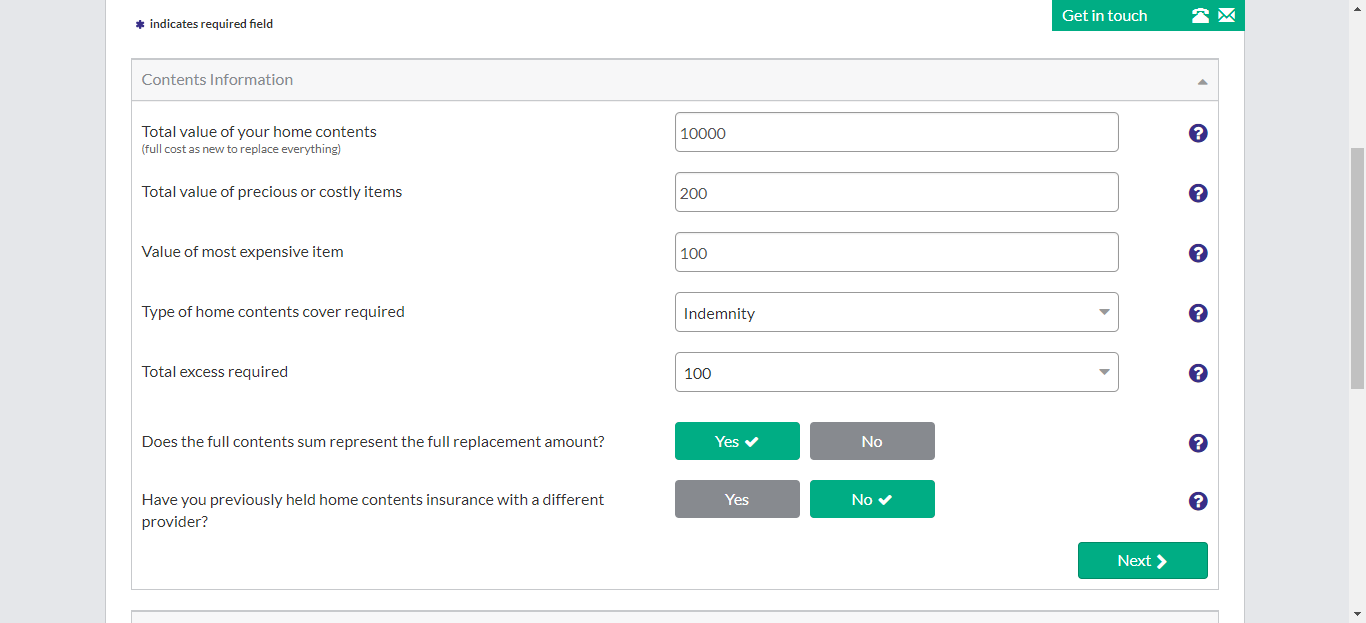 ✱ indicates required field
Get in touch
Contents Information
Total value of your home contents
(full cost as new to replace everything)
10000
Total value of precious or costly items
200
Value of most expensive item
100
Type of home contents cover required
Indemnity
Total excess required
100
Does the full contents sum represent the full replacement amount?
Yes
No
Have you previously held home contents insurance with a different
provider?
Yes
No
Next